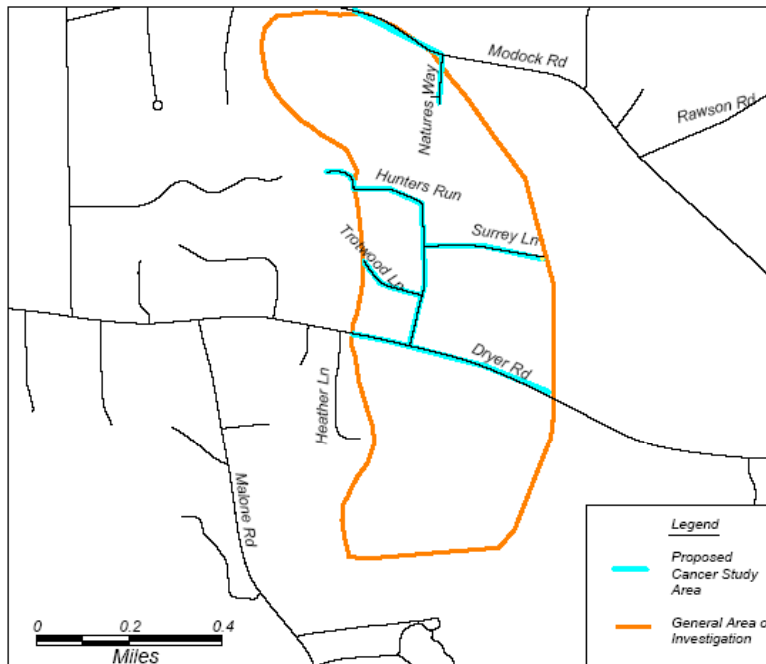 Modock Rd
Rawson Rd
Natures Way
Hunters Run
Surrey Ln
Trotwood Ln
Dryer Rd
Heather Ln
Malone Rd
Legend
Proposed
Cancer Study
Area
General Area o
Investigation
0 0.2 0.4
Miles